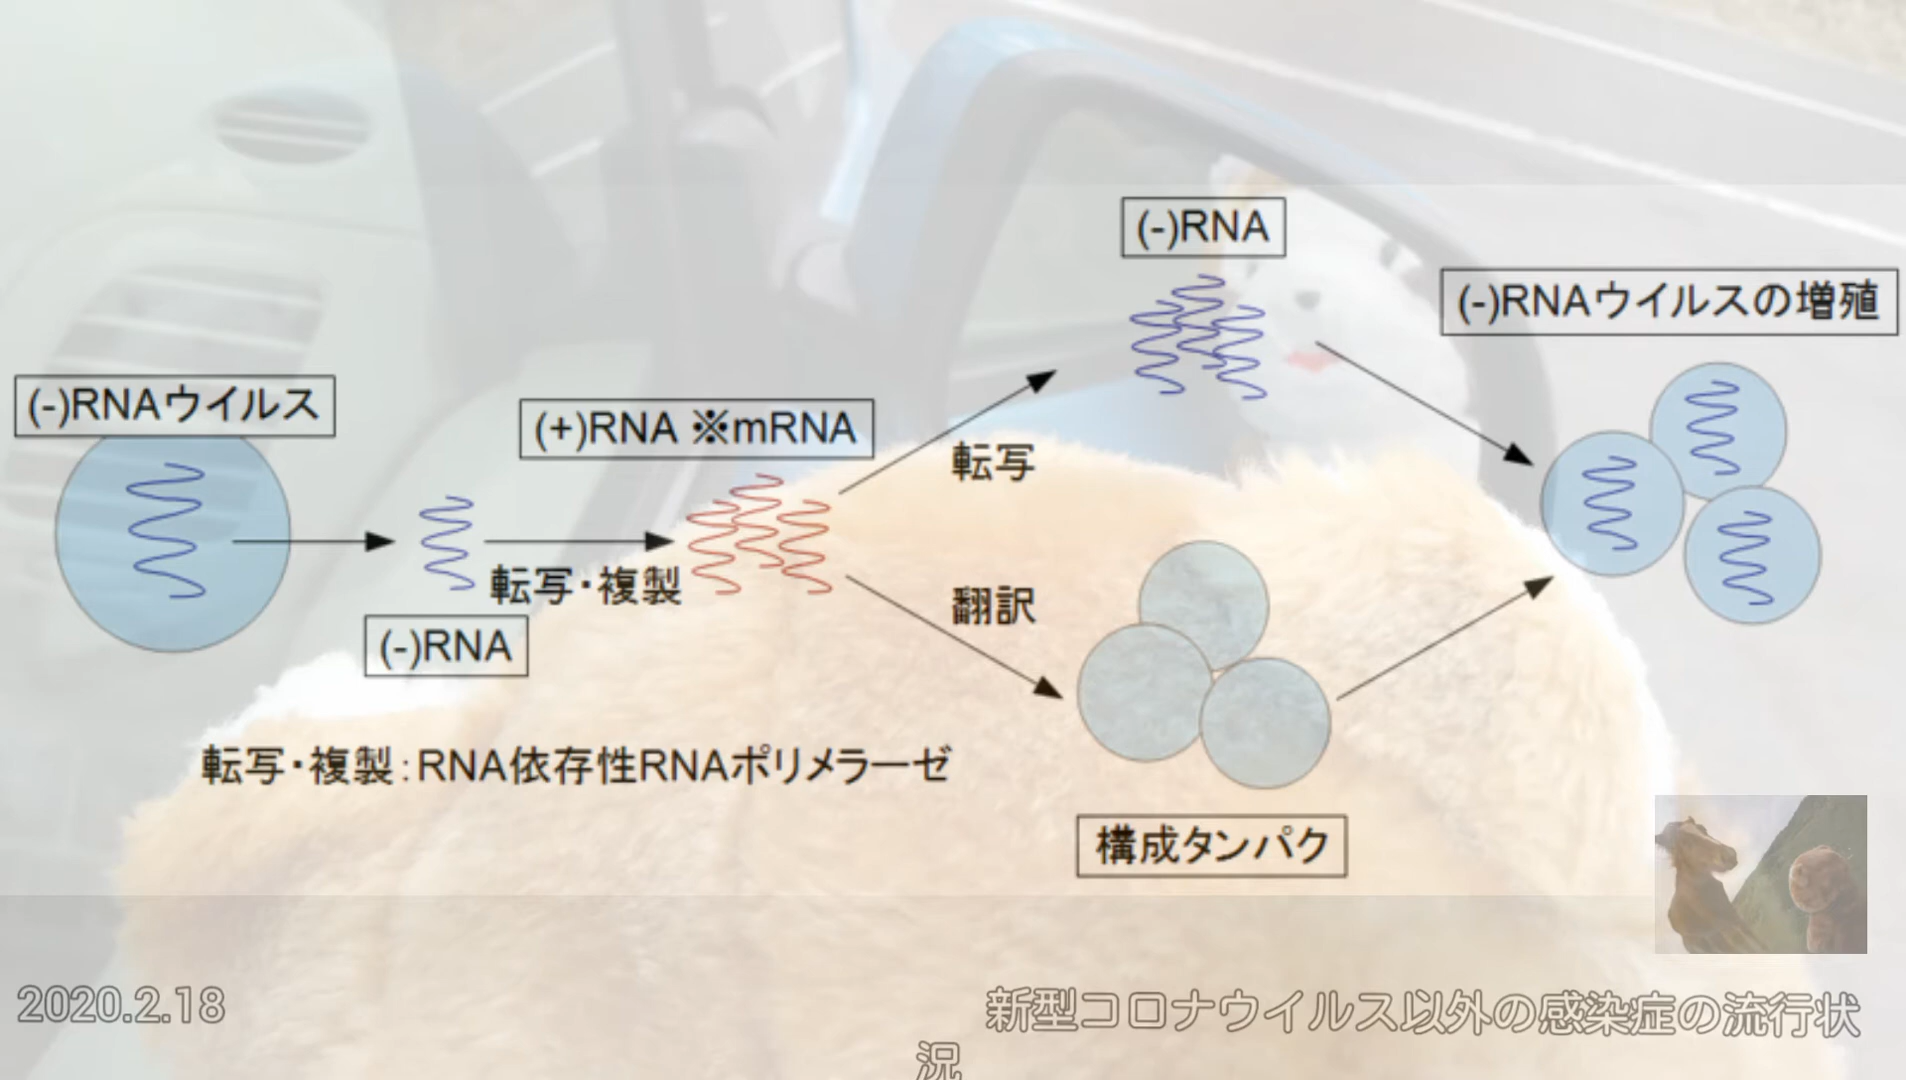 (-)RNA
(-)RNAウイルスの増殖
(-)RNAウイルス
(+)RNA ※mRNA
転写
転写・複製
翻訳
(-)RNA
転写・複製：RNA依存性RNAポリメラーゼ
構成タンパク
2020.2.18
新型コロナウイルス以外の感染症の流行状
況